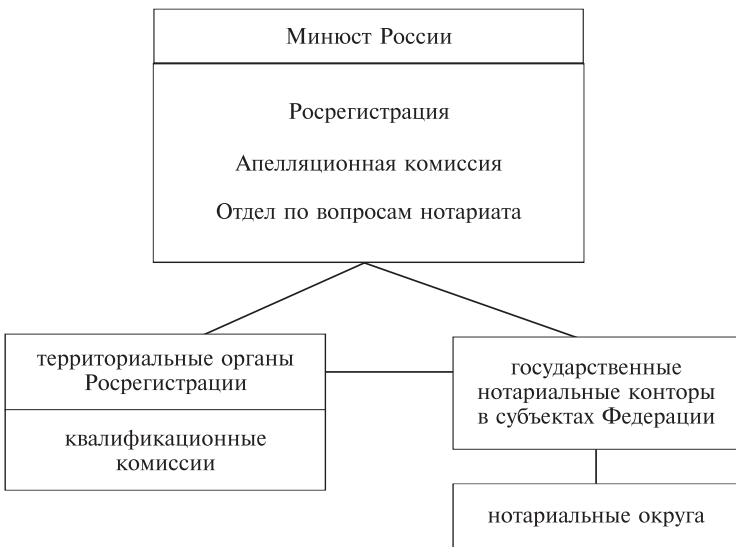 Минюст России
Росрегистрация
Апелляционная комиссия
Отдел по вопросам нотариата
территориальные органы
Росрегистрации
квалификационные
комиссии
государственные
нотариальные конторы
в субъектах Федерации
нотариальные округа